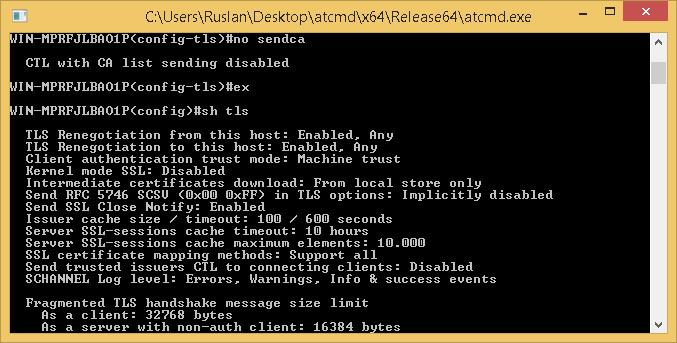 C:\Users\Ruslan\Desktop\atcmd\x64\Release64\atcmd.exe
WIN-MPRFJLBAO1P(config-tls)#no sendca
CTL with CA list sending disabled
WIN-MPRFJLBAO1P(config-tls)#ex
WIN-MPRFJLBAO1P(config)#sh tls
TLS Renegotiation from this host: Enabled, Any
TLS Renegotiation to this host: Enabled, Any
Client authentication trust mode: Machine trust
Kernel mode SSL: Disabled
Intermediate certificates download: From local store only
Send RFC 5746 SCSV (0x00 0xFF) in TLS options: Implicitly disabled
Send SSL Close Notify: Enabled
Issuer cache size / timeout: 100 / 600 seconds
Server SSL-sessions cache timeout: 10 hours
Server SSL-sessions cache maximum elements: 10.000
SSL certificate mapping methods: Support all
Send trusted issuers CTL to connecting clients: Disabled
SCHANNEL Log level: Errors, Warnings, Info & success events
Fragmented TLS handshake message size limit
As a client: 32768 bytes
As a server with non-auth client: 16384 bytes